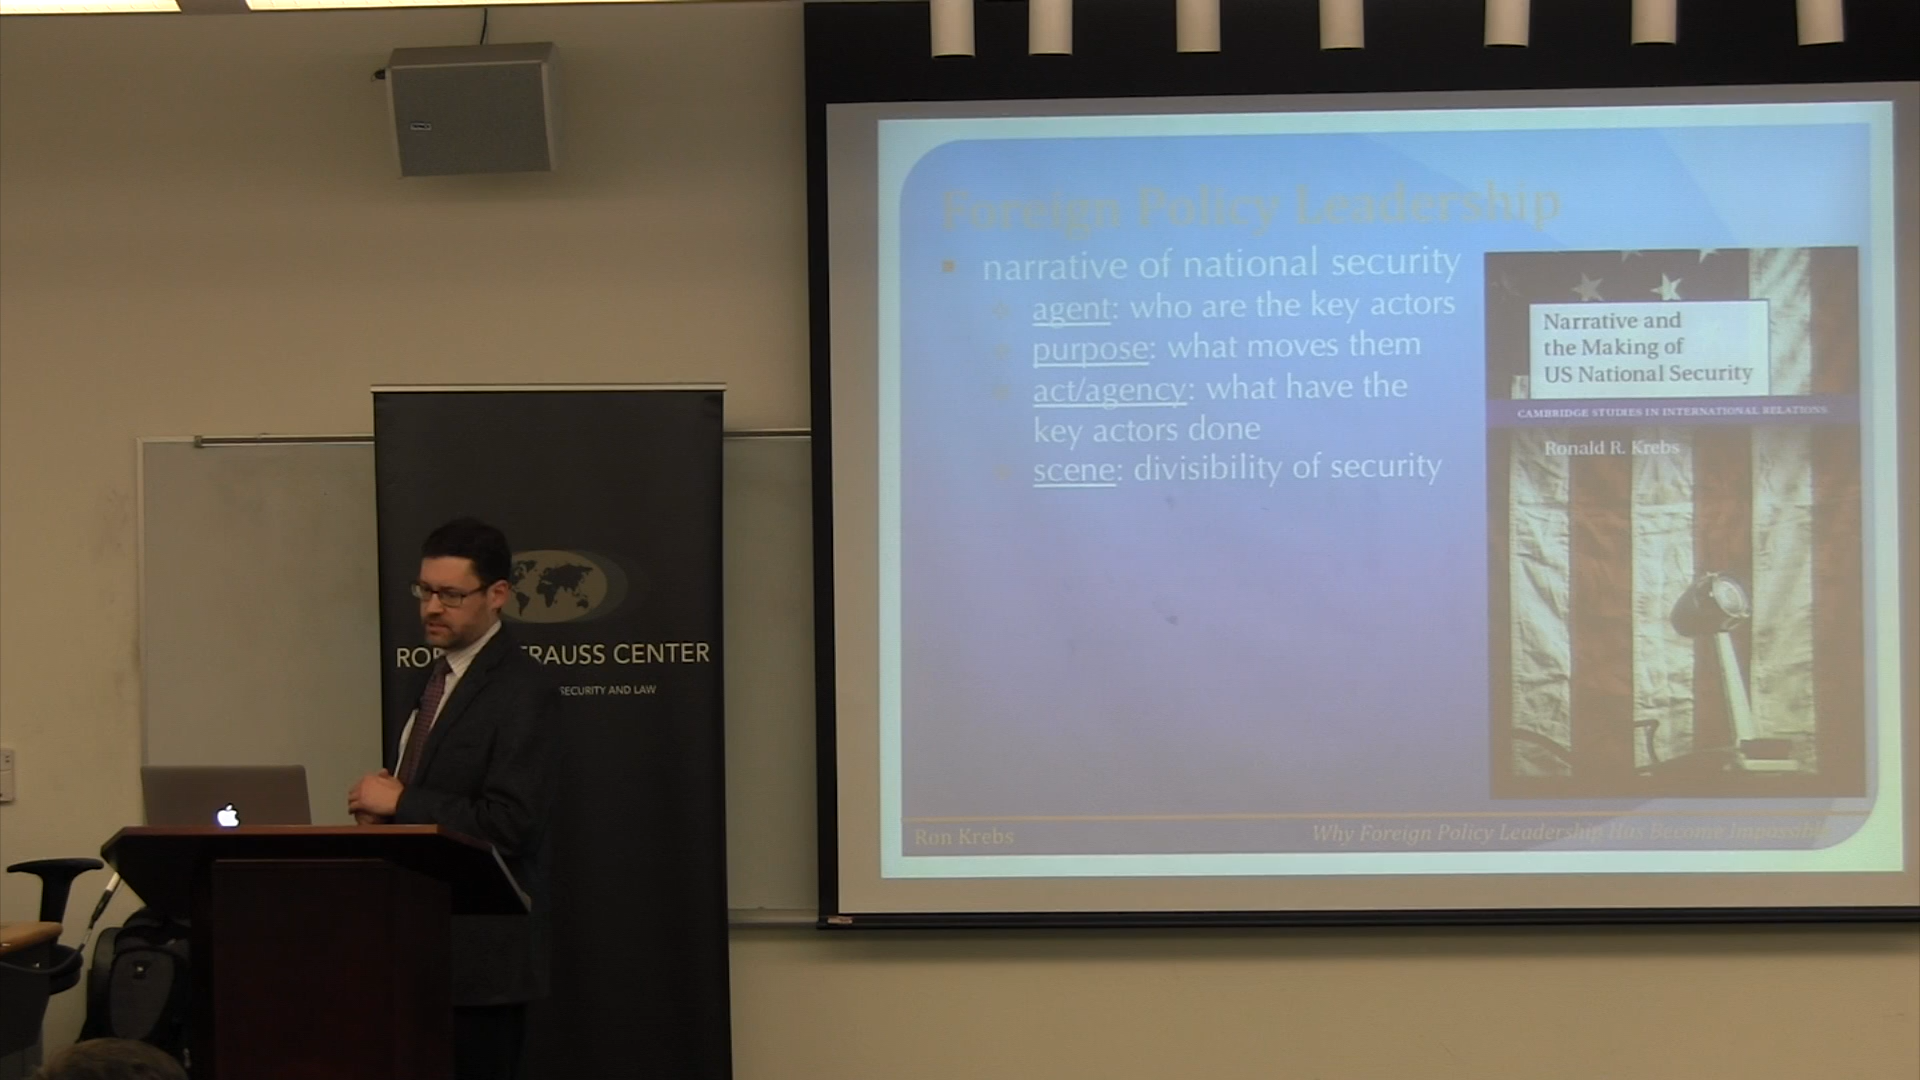 Foreign Policy Leadership
narrative of national security
agent: who are the key actors
purpose: what moves them
act/agency: what have the
key actors done
scene: divisibility of security
Narrative and
the Making of
US National Security
CAMBRIDGE STUDIES IN INTERNATIONAL RELATIONS
Ronald R. Krebs
Ron Krebs
Why Foreign Policy Leadership Has Become Impossible
RAUSS CENTER
SECURITY AND LAW